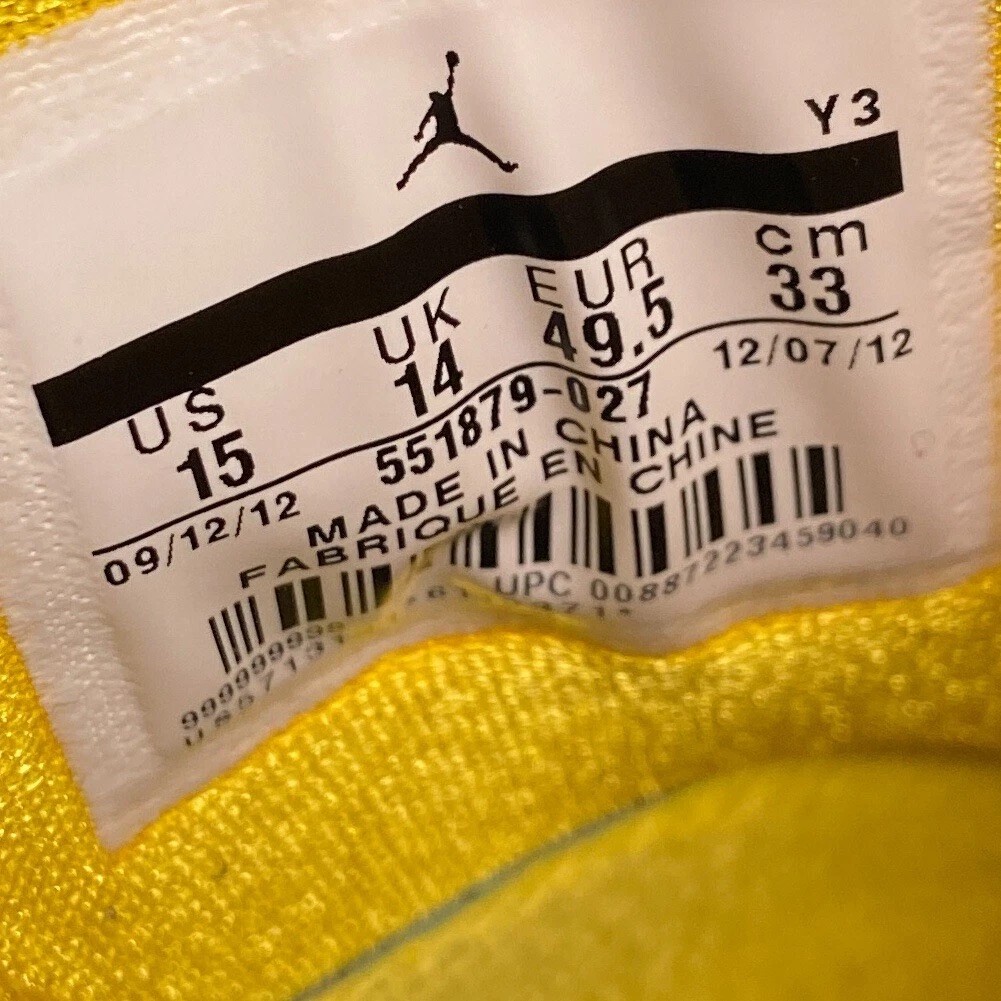 Y3
US UK EUR cm
15 14 49.5 33
09/12/12 551879-027 12/07/12
MADE IN CHINA
FABRIQUE EN CHINE
UPC 00887223459040